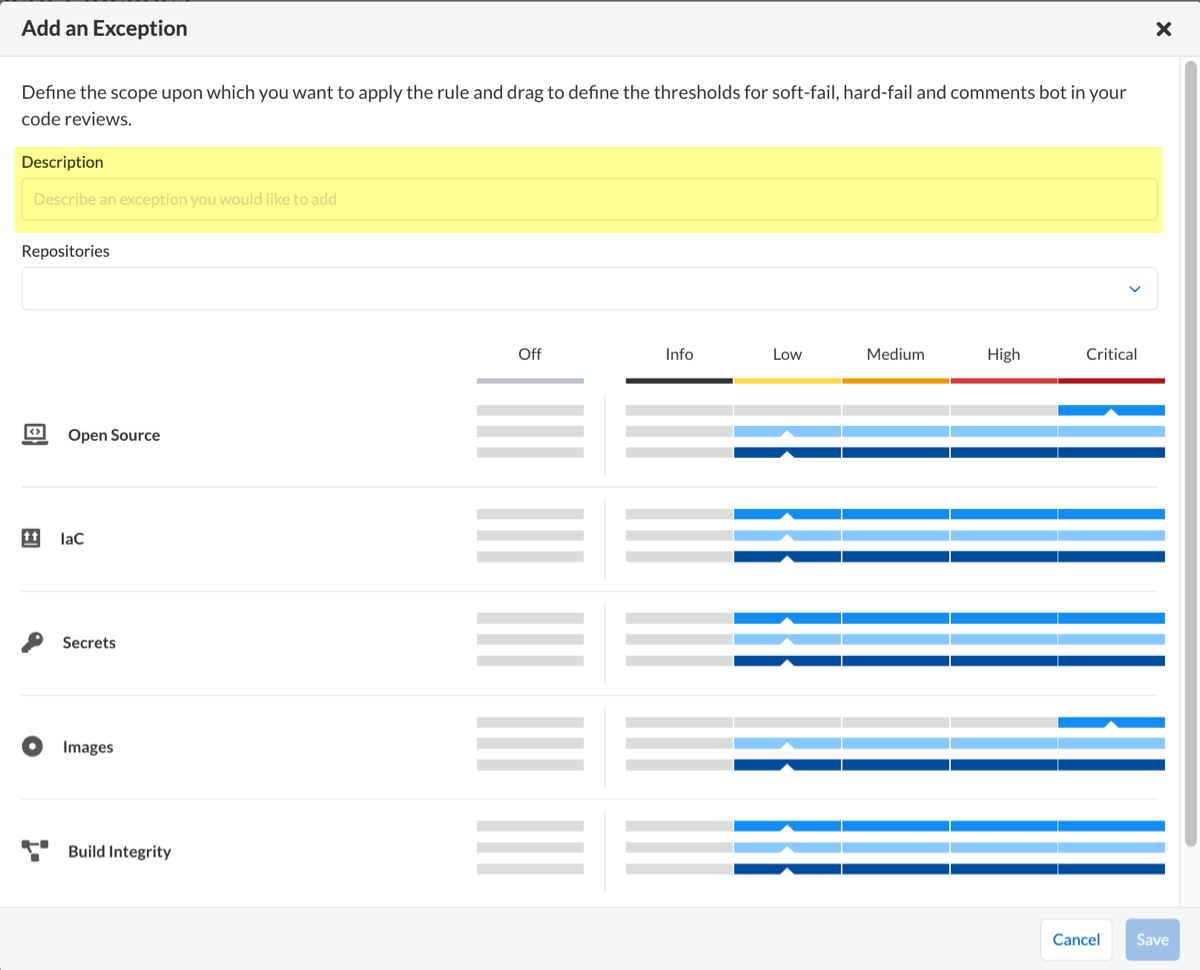 Add an Exception
Define the scope upon which you want to apply the rule and drag to define the thresholds for soft-fail, hard-fail and comments bot in your
code reviews.
Description
Describe an exception you would like to add
Repositories
Off Info Low Medium High Critical
Open Source
IaC
Secrets
Images
Build Integrity
Cancel Save